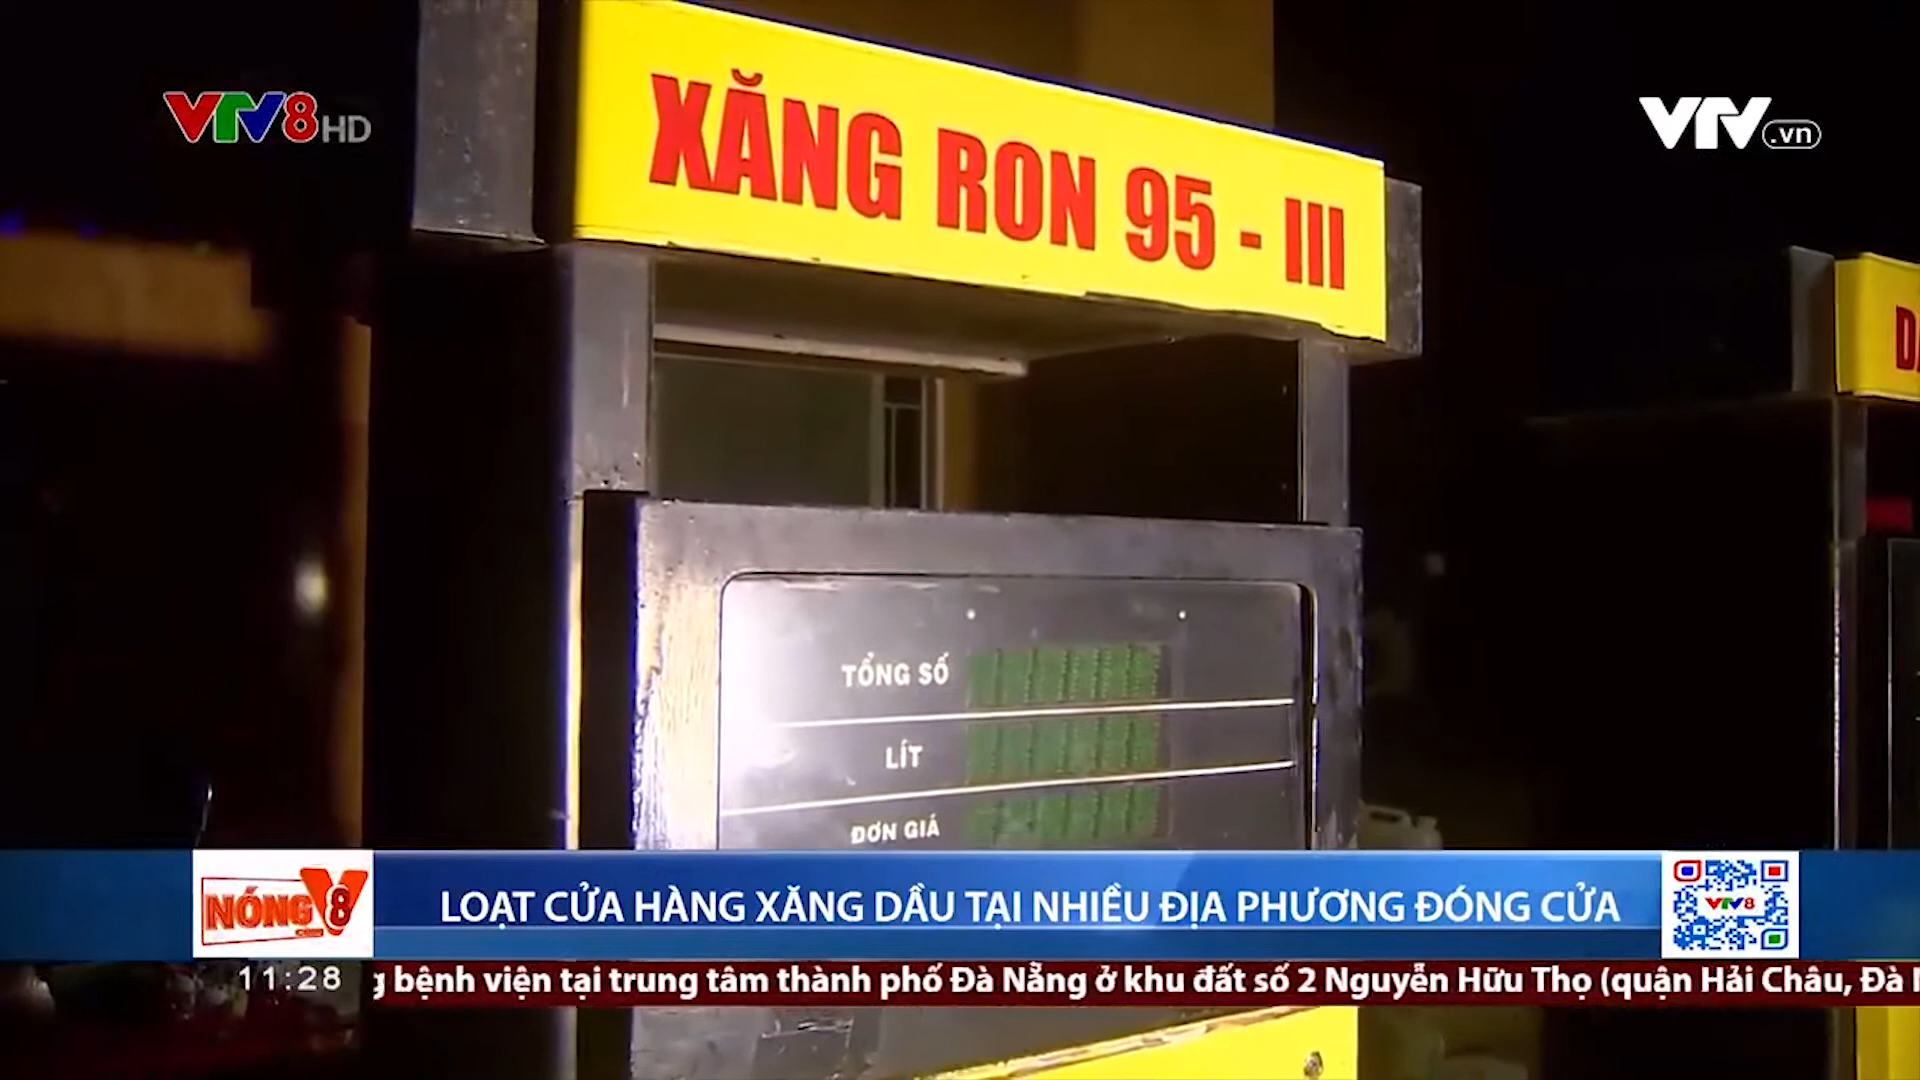 VTV8 HD
VTV.vn
XĂNG RON 95 - III
TỔNG SỐ
LÍT
ĐƠN GIÁ
NÓNG V8
LOẠT CỬA HÀNG XĂNG DẦU TẠI NHIỀU ĐỊA PHƯƠNG ĐÓNG CỬA
VTV8
11:28
bệnh viện tại trung tâm thành phố Đà Nẵng ở khu đất số 2 Nguyễn Hữu Thọ (quận Hải Châu, Đà